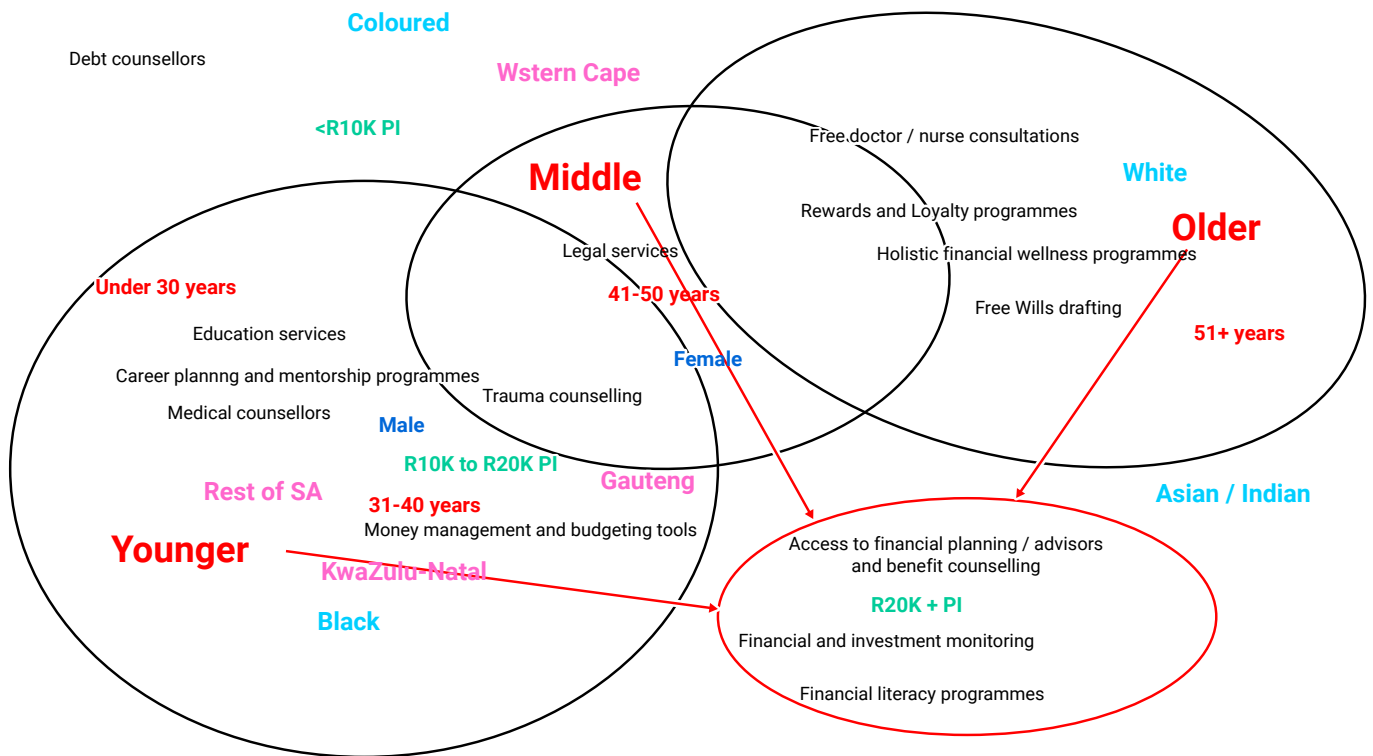 Coloured
Debt counsellors
Wstern Cape
<R10K PI
Free doctor / nurse consultations
Middle
White
Rewards and Loyalty programmes
Older
Legal services
Holistic financial wellness programmes
Under 30 years
41-50 years
Free Wills drafting
51+ years
Education services
Female
Career plannng and mentorship programmes
Trauma counselling
Medical counsellors
Male
R10K to R20K PI
Gauteng
Rest of SA
Asian / Indian
31-40 years
Money management and budgeting tools
Younger
Access to financial planning / advisors
and benefit counselling
KwaZulu-Natal
R20K + PI
Black
Financial and investment monitoring
Financial literacy programmes